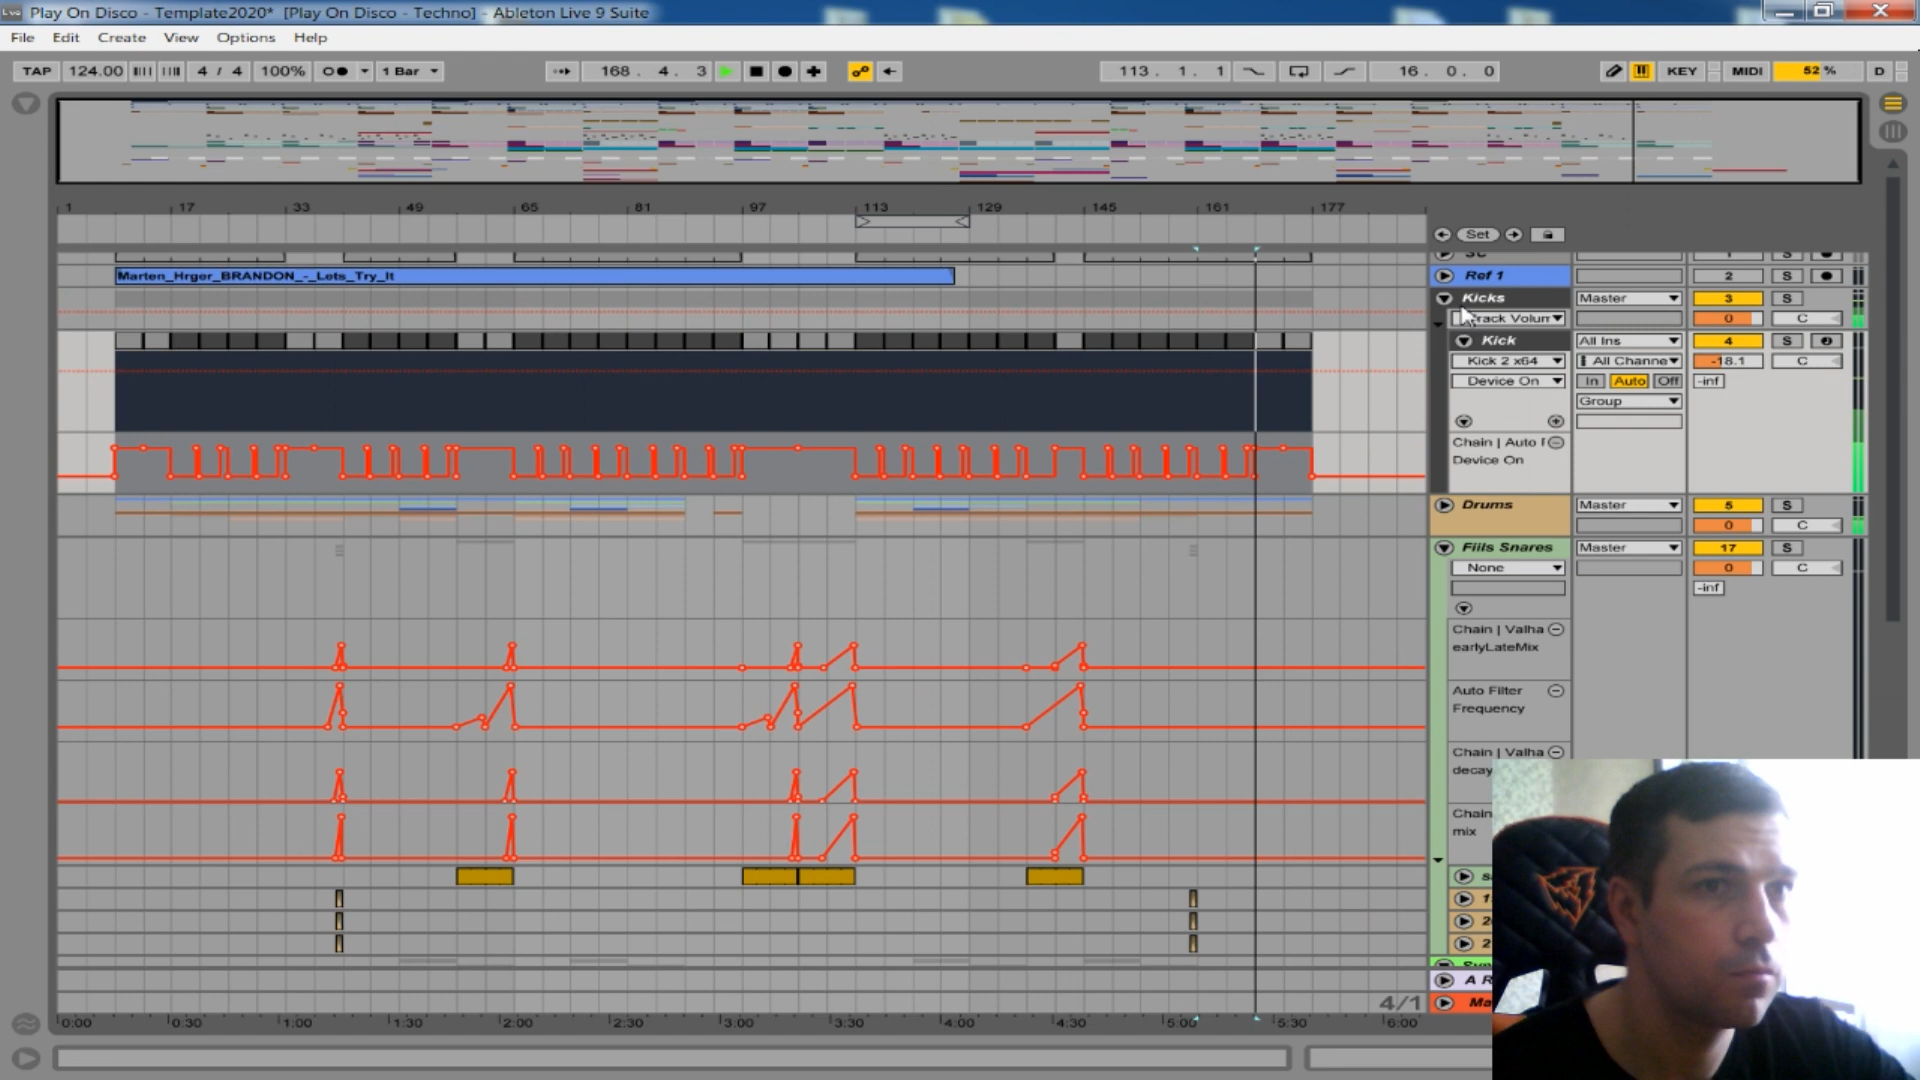 Play On Disco - Template2020* [Play On Disco - Techno] - Ableton Live 9 Suite
File Edit Create View Options Help
TAP 124.00 4 / 4 100% 1 Bar 168 . 4 . 3 113 . 1 . 1 16 . 0 . 0 KEY MIDI 52 % D
1 17 33 49 65 81 97 113 129 145 161 177
Set
Marten_Hrger_BRANDON_-_Lets_Try_It
Ref 1 2 S
Kicks Master 3 S
Track Volum 0 C
Kick All Ins 4 S
Kick 2 x64 All Channe -18.1 C
Device On In Auto Off -inf
Group
Chain | Auto F
Device On
Drums Master 5 S
0 C
Fills Snares Master 17 S
None 0 C
-inf
Chain | Valha
earlyLateMix
Auto Filter
Frequency
Chain | Valha
decay
Chain
mix
4/1
0:00 0:30 1:00 1:30 2:00 2:30 3:00 3:30 4:00 4:30 5:00 5:30 6:00